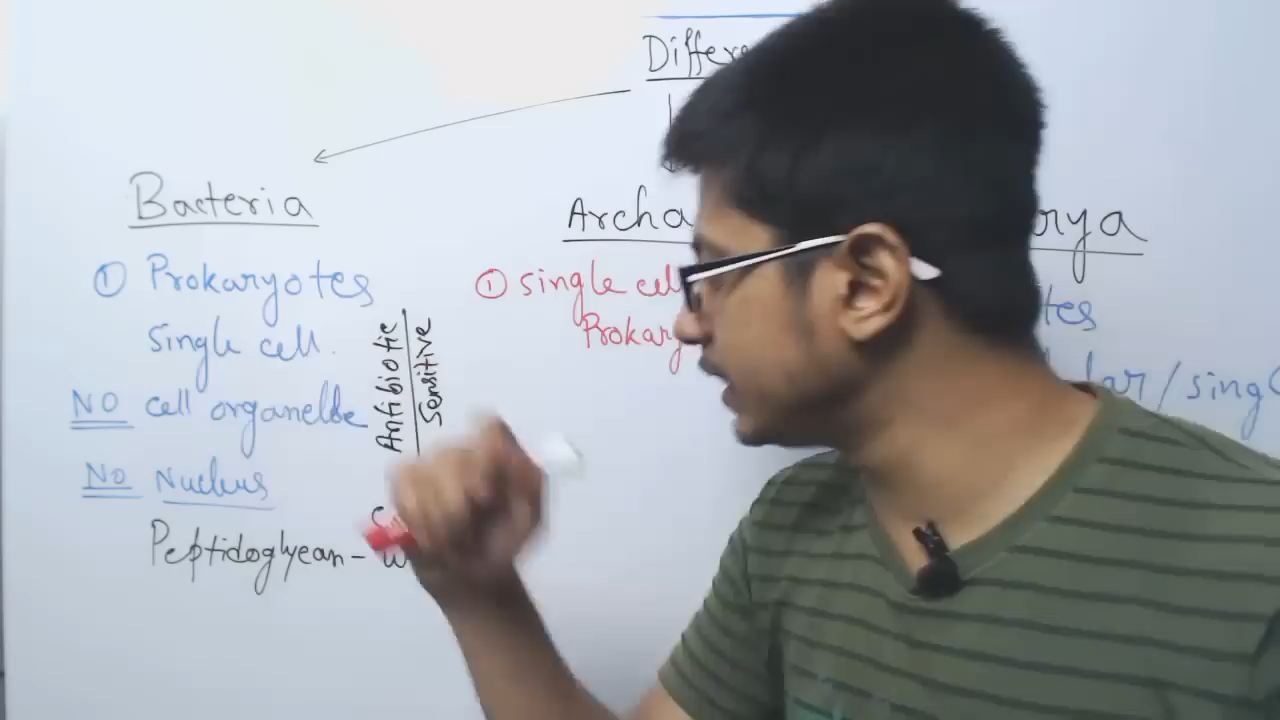 Differe
Bacteria
① Prokaryotes
Single cell.
NO cell organelle
NO Nucleus
Peptidoglycan -
Antibiotic
Sensitive
Archa
① Single cell
Prokary
rya
tes
lar / sing